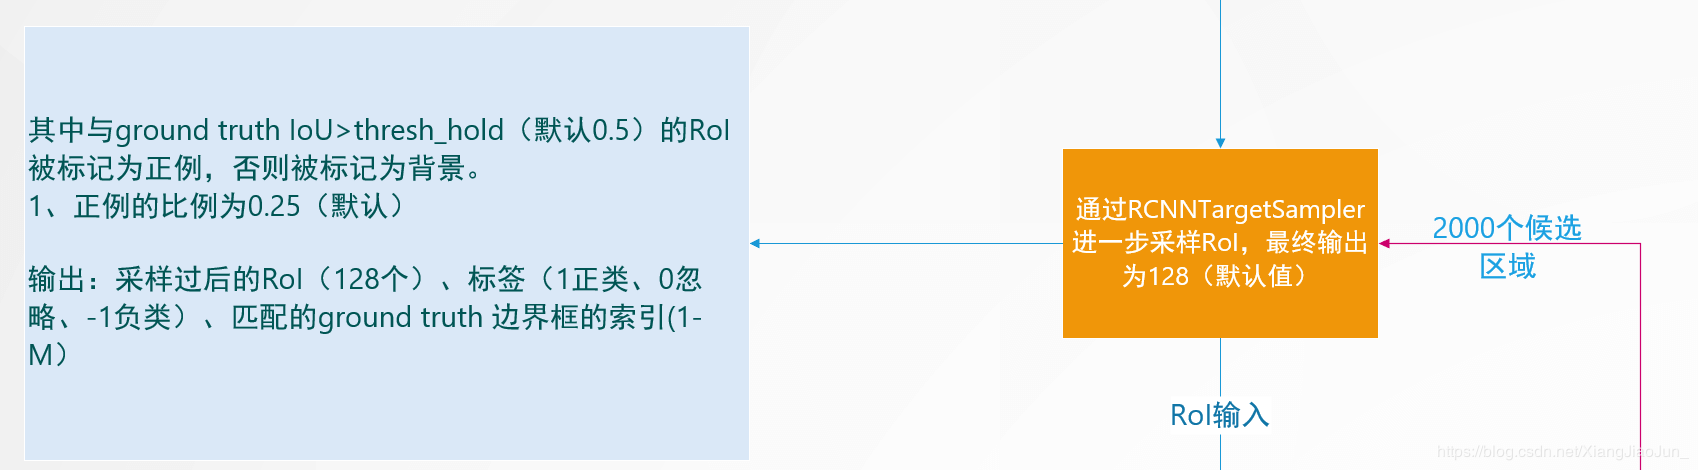 其中与ground truth IoU>thresh_hold（默认0.5）的RoI
被标记为正例，否则被标记为背景。
1、正例的比例为0.25（默认）
输出：采样过后的RoI（128个）、标签（1正类、0忽
略、-1负类）、匹配的ground truth 边界框的索引(1-
M）
通过RCNNTargetSampler
进一步采样RoI，最终输出
为128（默认值）
2000个候选
区域
RoI输入
https://blog.csdn.net/XiangJiaoJun_